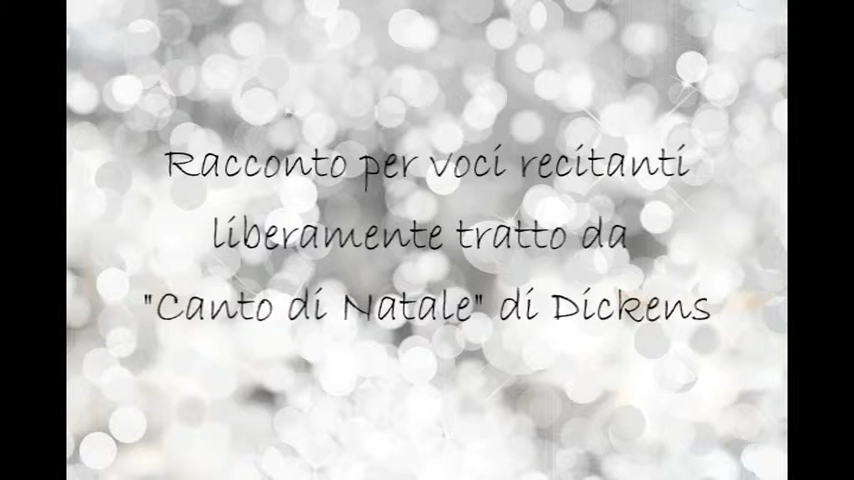 Racconto per voci recitanti
liberamente tratto da
"Canto di Natale" di Dickens